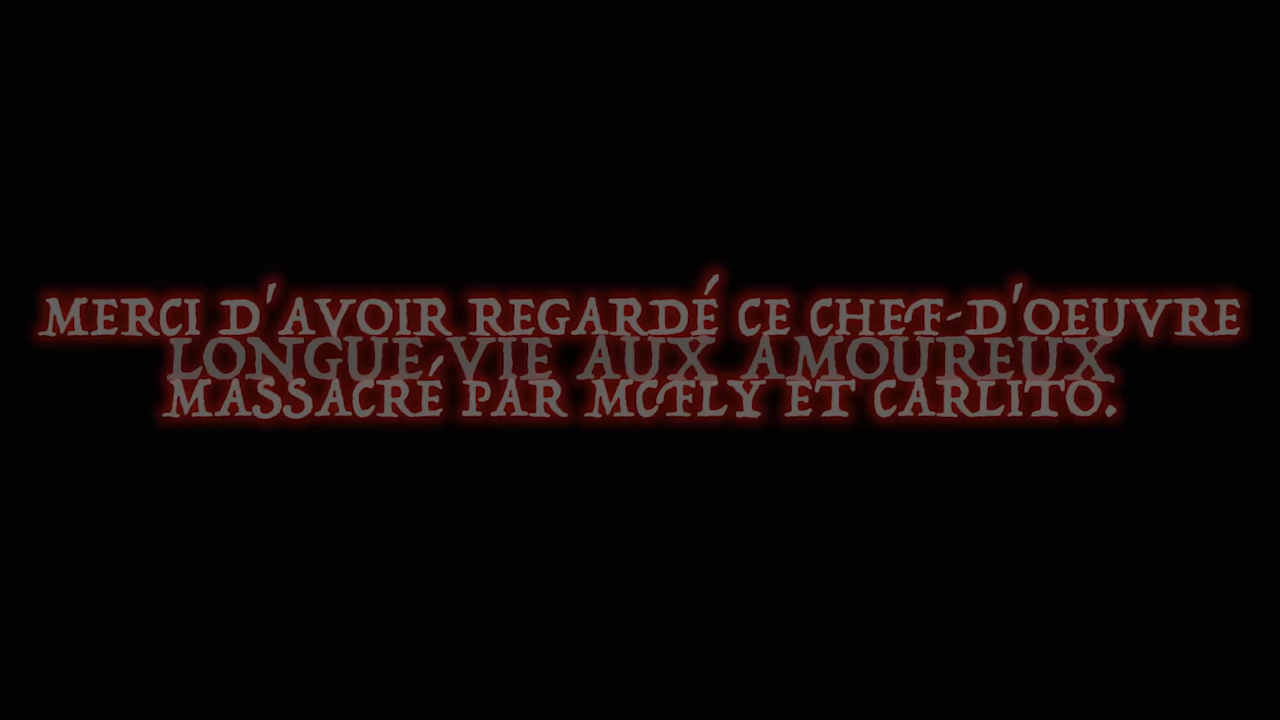 MERCI D'AVOIR REGARDÉ CE CHEF-D'OEUVRE
LONGUE VIE AUX AMOUREUX
MASSACRÉ PAR MCFLY ET CARLITO.